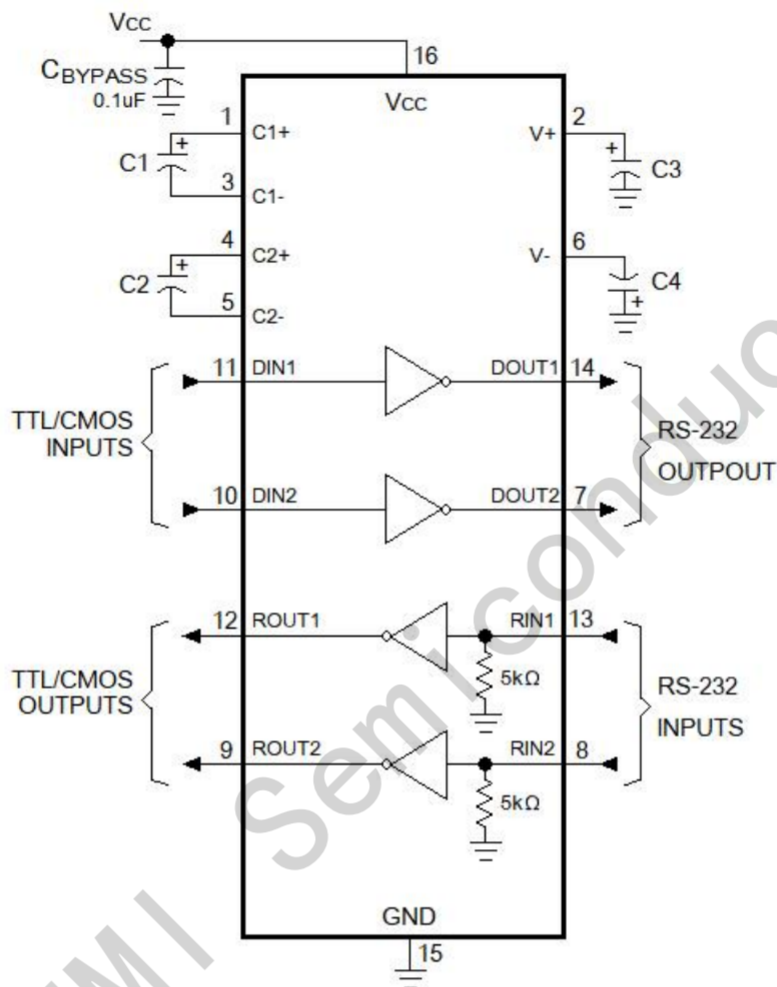 Vcc
CBYPASS
0.1uF
16
Vcc
1
C1+
C1
+
3
C1-
2
V+
+
C3
4
C2+
C2
+
5
C2-
6
V-
C4
+
TTL/CMOS
INPUTS
11
DIN1
DOUT1
14
10
DIN2
DOUT2
7
RS-232
OUTPOUT
TTL/CMOS
OUTPUTS
12
ROUT1
RIN1
13
5kΩ
9
ROUT2
RIN2
8
5kΩ
RS-232
INPUTS
GND
15